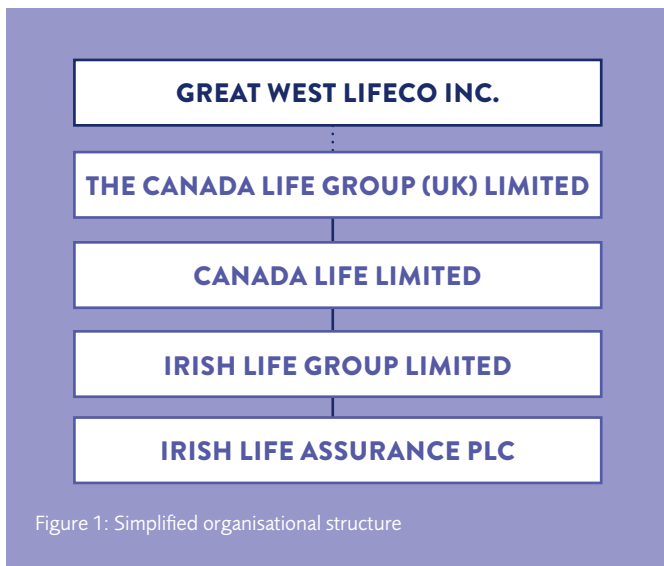 GREAT WEST LIFECO INC.
THE CANADA LIFE GROUP (UK) LIMITED
CANADA LIFE LIMITED
IRISH LIFE GROUP LIMITED
IRISH LIFE ASSURANCE PLC
Figure 1: Simplified organisational structure